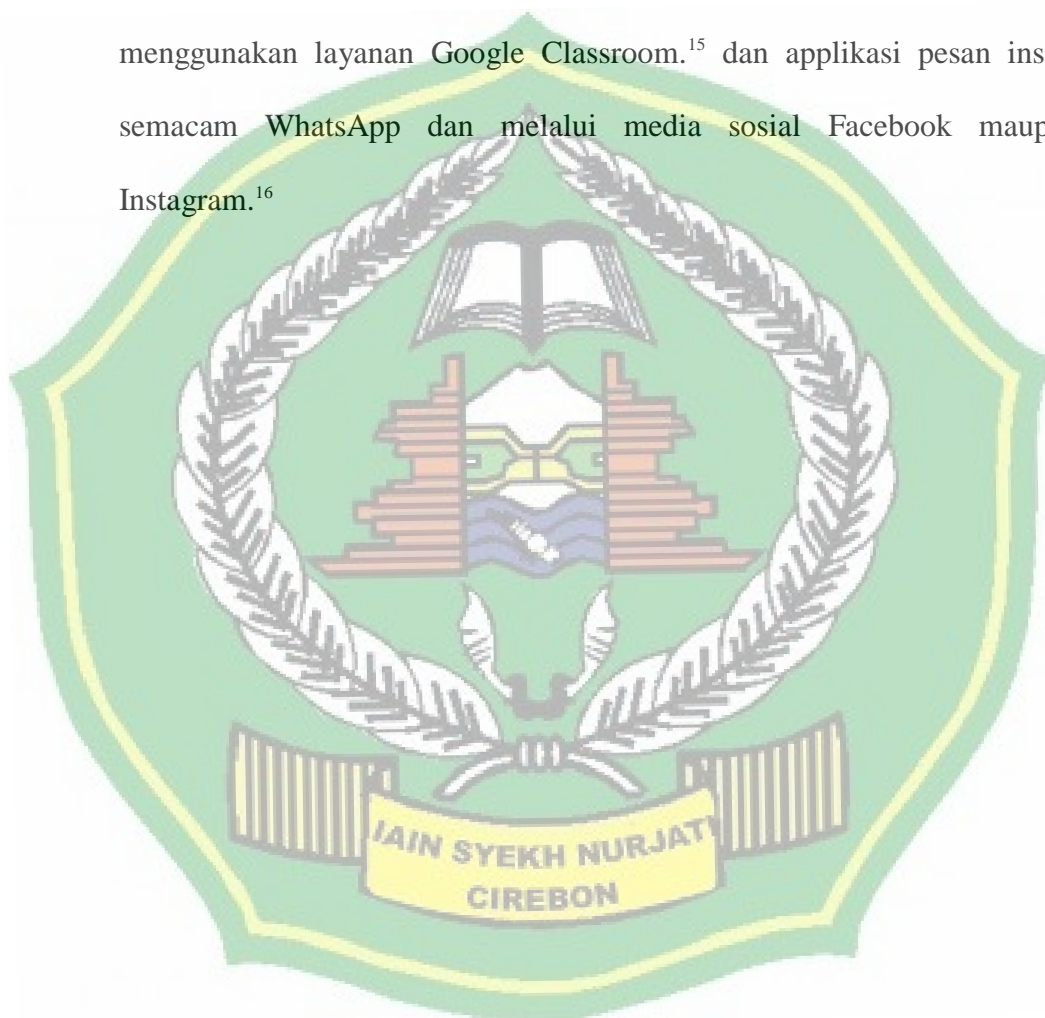 menggunakan layanan Google Classroom.¹⁵ dan applikasi pesan ins
semacam WhatsApp dan melalui media sosial Facebook maup
Instagram.¹⁶
IAIN SYEKH NURJATI
CIREBON